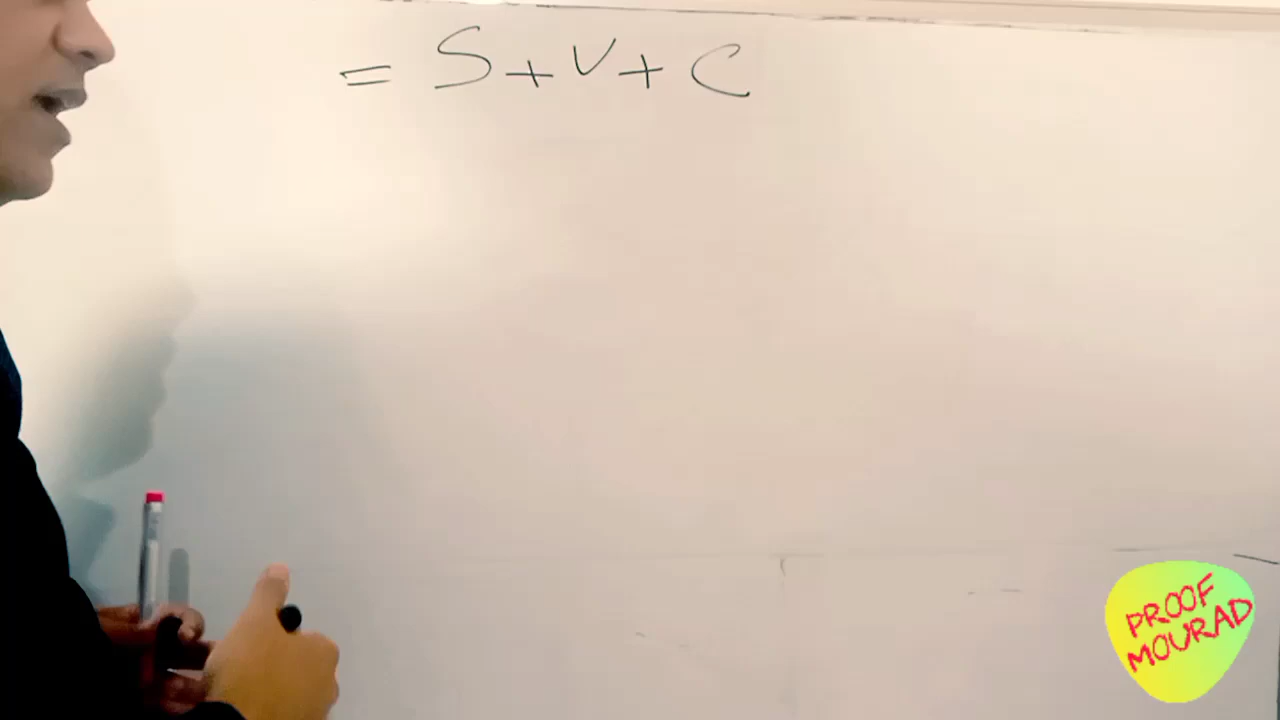 = S + V + C
PROOF
MOURAD